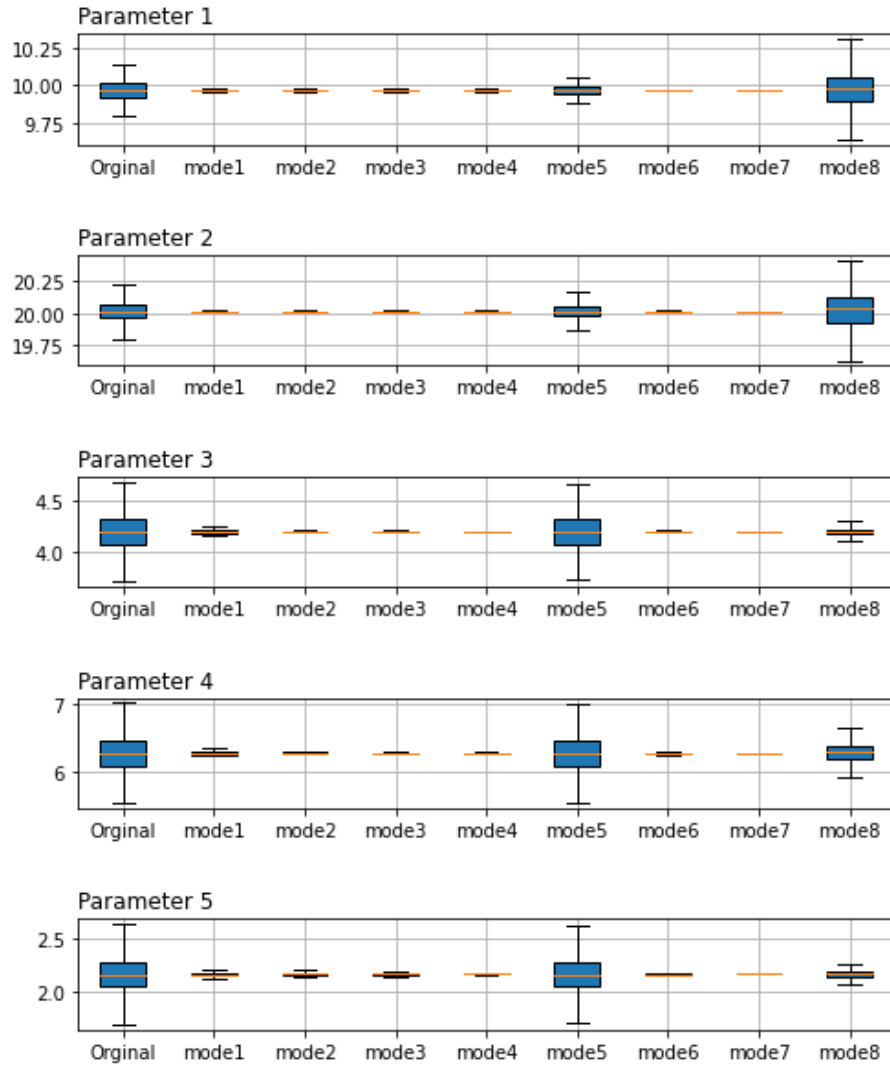 Parameter 1
10.25
10.00
9.75
Orginal mode1 mode2 mode3 mode4 mode5 mode6 mode7 mode8
Parameter 2
20.25
20.00
19.75
Orginal mode1 mode2 mode3 mode4 mode5 mode6 mode7 mode8
Parameter 3
4.5
4.0
Orginal mode1 mode2 mode3 mode4 mode5 mode6 mode7 mode8
Parameter 4
7
6
Orginal mode1 mode2 mode3 mode4 mode5 mode6 mode7 mode8
Parameter 5
2.5
2.0
Orginal mode1 mode2 mode3 mode4 mode5 mode6 mode7 mode8